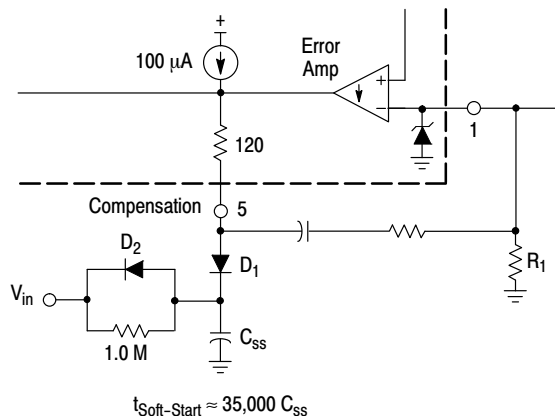 +
100 μA
Error
Amp
+
−
1
120
Compensation
5
D2
D1
R1
Vin
1.0 M
Css
tSoft−Start ≈ 35,000 Css